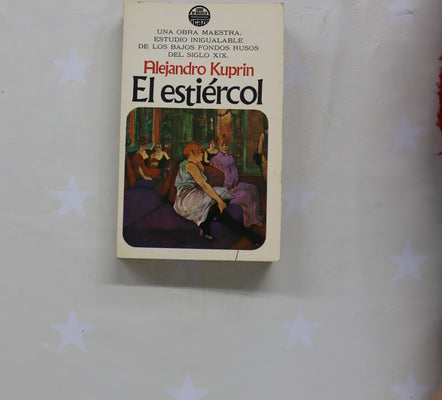 UNA OBRA MAESTRA,
ESTUDIO INIGUALABLE
DE LOS BAJOS FONDOS RUSOS
DEL SIGLO XIX.
Alejandro Kuprin
El estiércol